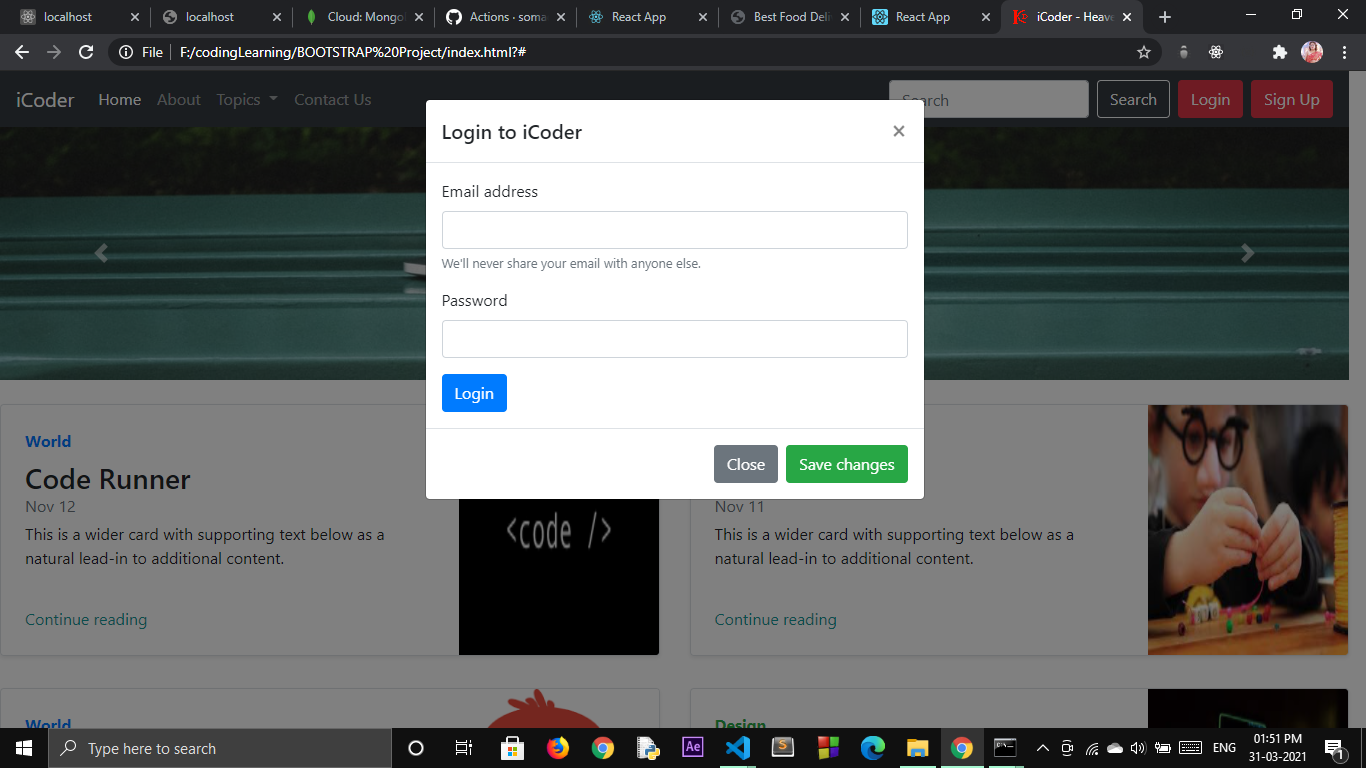 localhost
localhost
Cloud: Mongo
Actions · soma
React App
Best Food Deli
React App
iCoder - Heave
File
F:/codingLearning/BOOTSTRAP%20Project/index.html?#
iCoder Home About Topics Contact Us Search Search Login Sign Up
Login to iCoder ×
Email address
We'll never share your email with anyone else.
Password
Login
Close Save changes
World
Code Runner
Nov 12
This is a wider card with supporting text below as a
natural lead-in to additional content.
Continue reading
<code />
Nov 11
This is a wider card with supporting text below as a
natural lead-in to additional content.
Continue reading
World
Design
Type here to search
Ae
S
ENG
01:51 PM
31-03-2021
1